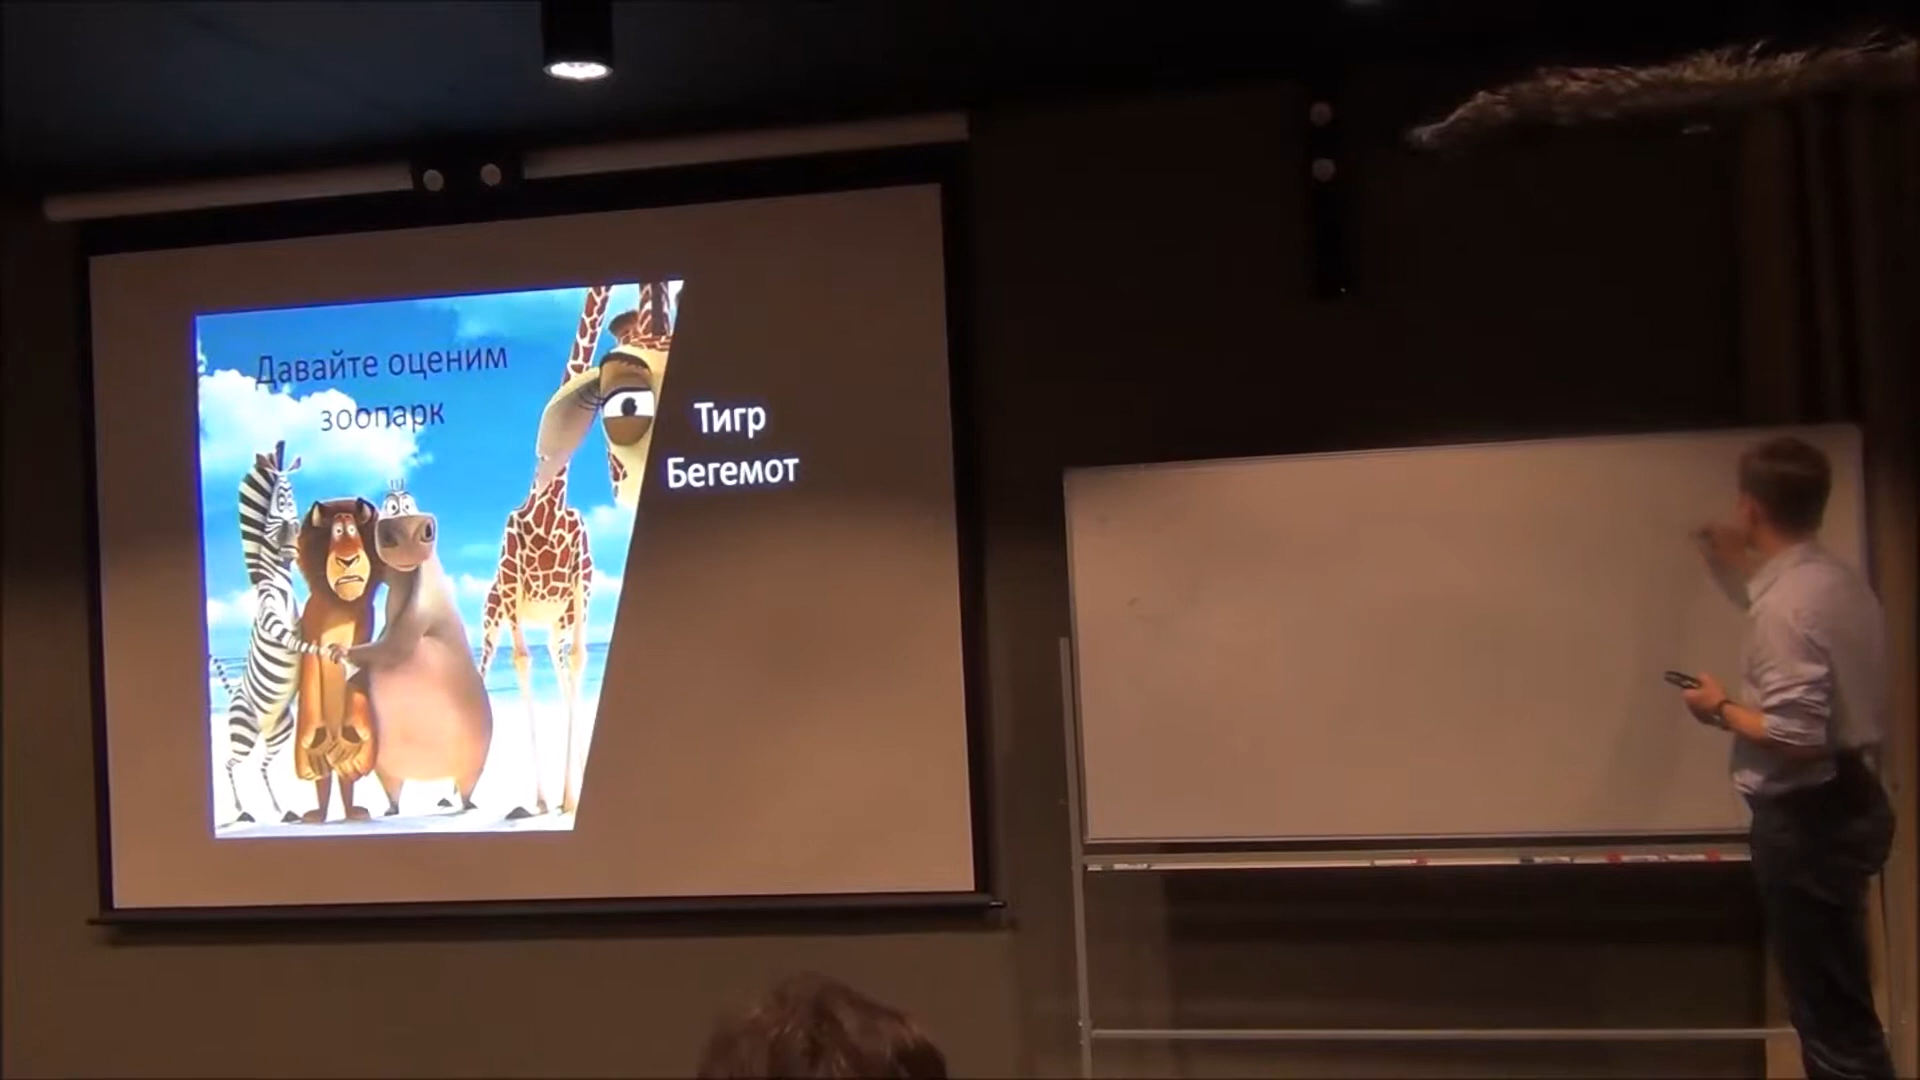 Давайте оценим
зоопарк
Тигр
Бегемот